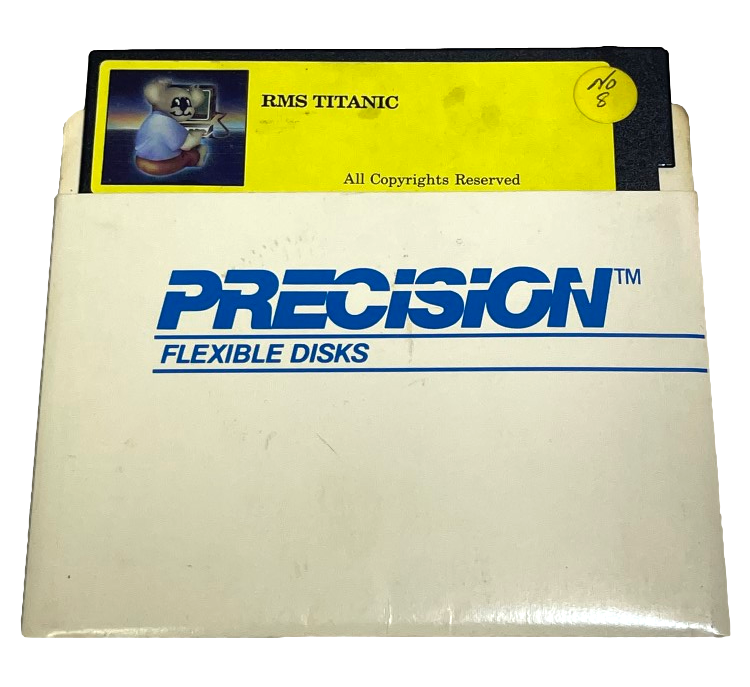 RMS TITANIC
NO
8
All Copyrights Reserved
PRECISION™
FLEXIBLE DISKS